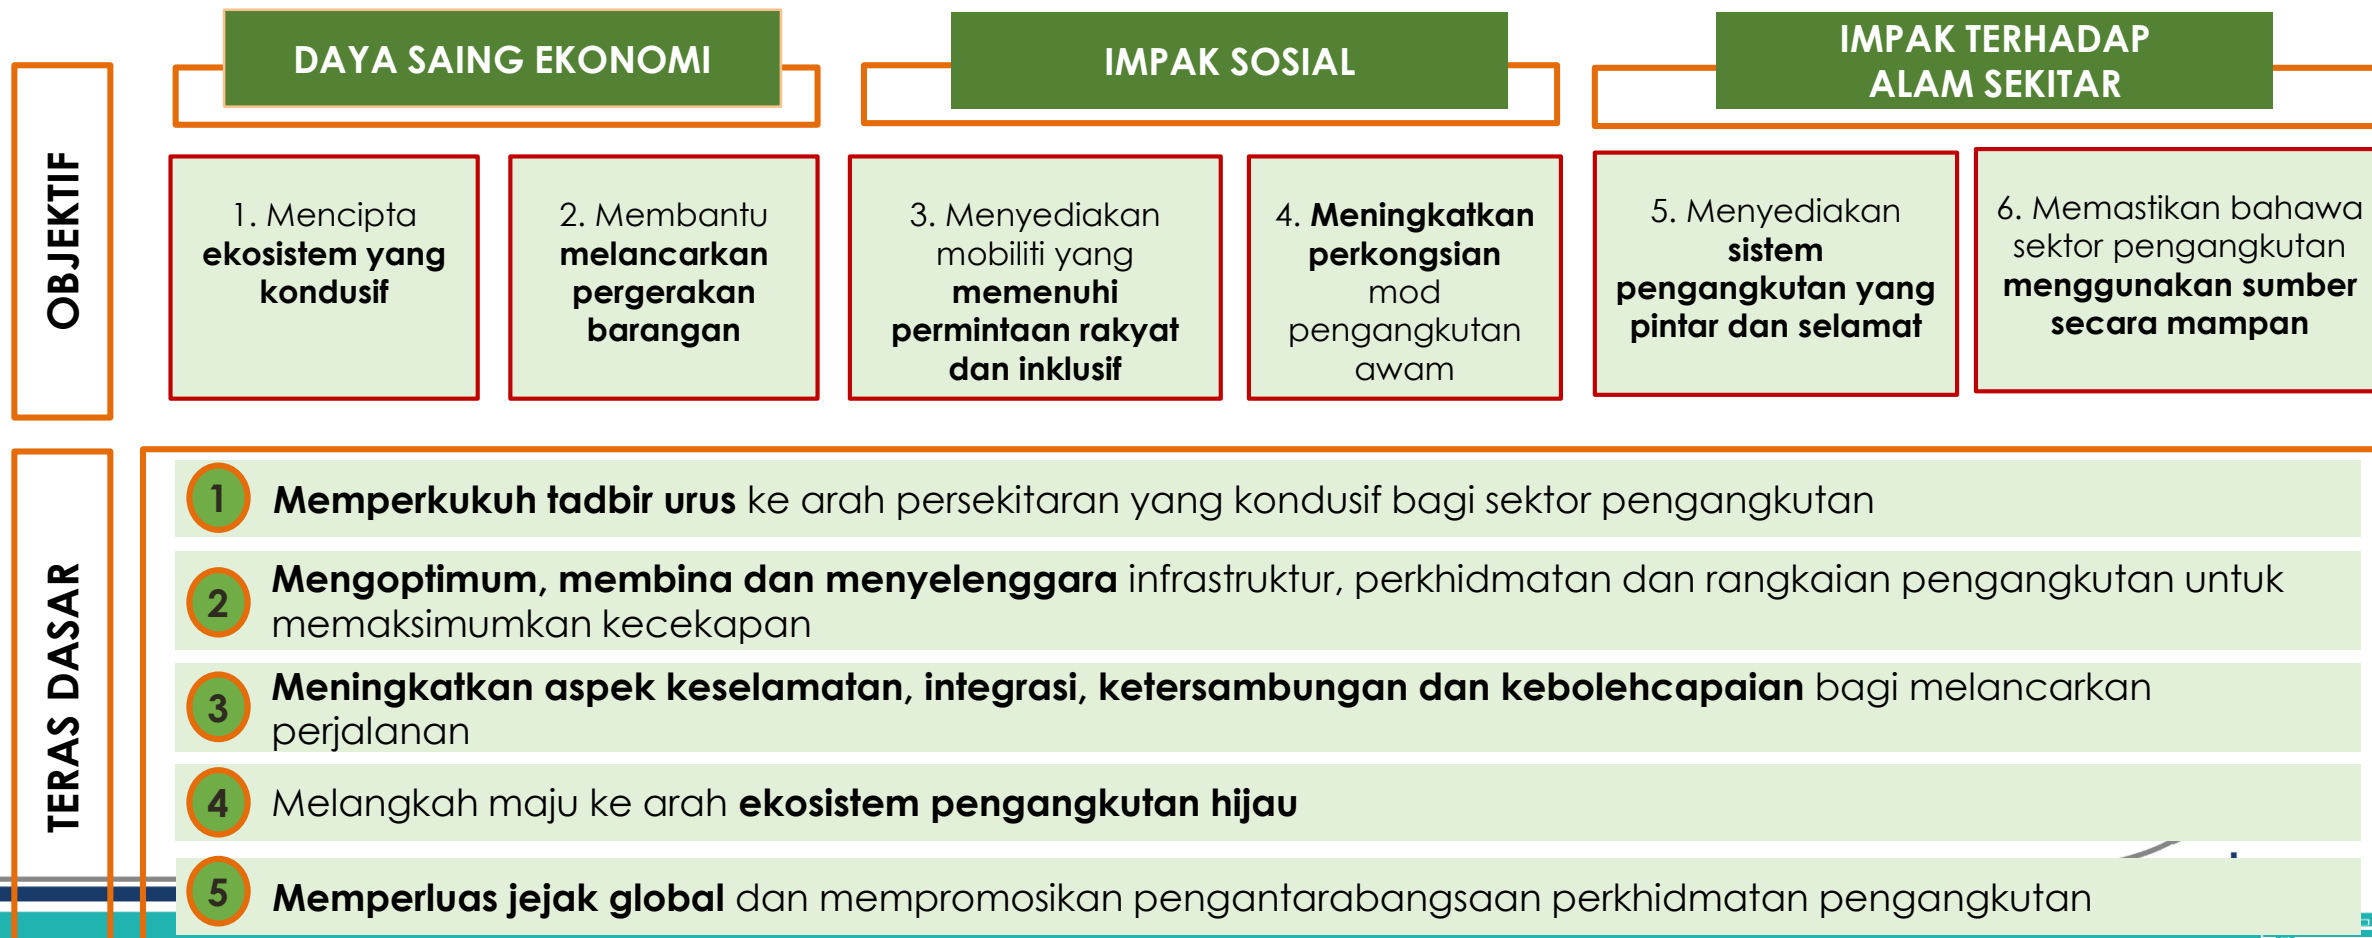 DAYA SAING EKONOMI
IMPAK SOSIAL
IMPAK TERHADAP
ALAM SEKITAR
OBJEKTIF
1. Mencipta
ekosistem yang
kondusif
2. Membantu
melancarkan
pergerakan
barangan
3. Menyediakan
mobiliti yang
memenuhi
permintaan rakyat
dan inklusif
4. Meningkatkan
perkongsian
mod
pengangkutan
awam
5. Menyediakan
sistem
pengangkutan yang
pintar dan selamat
6. Memastikan bahawa
sektor pengangkutan
menggunakan sumber
secara mampan
TERAS DASAR
1 Memperkukuh tadbir urus ke arah persekitaran yang kondusif bagi sektor pengangkutan
2 Mengoptimum, membina dan menyelenggara infrastruktur, perkhidmatan dan rangkaian pengangkutan untuk
memaksimumkan kecekapan
3 Meningkatkan aspek keselamatan, integrasi, ketersambungan dan kebolehcapaian bagi melancarkan
perjalanan
4 Melangkah maju ke arah ekosistem pengangkutan hijau
5 Memperluas jejak global dan mempromosikan pengantarabangsaan perkhidmatan pengangkutan